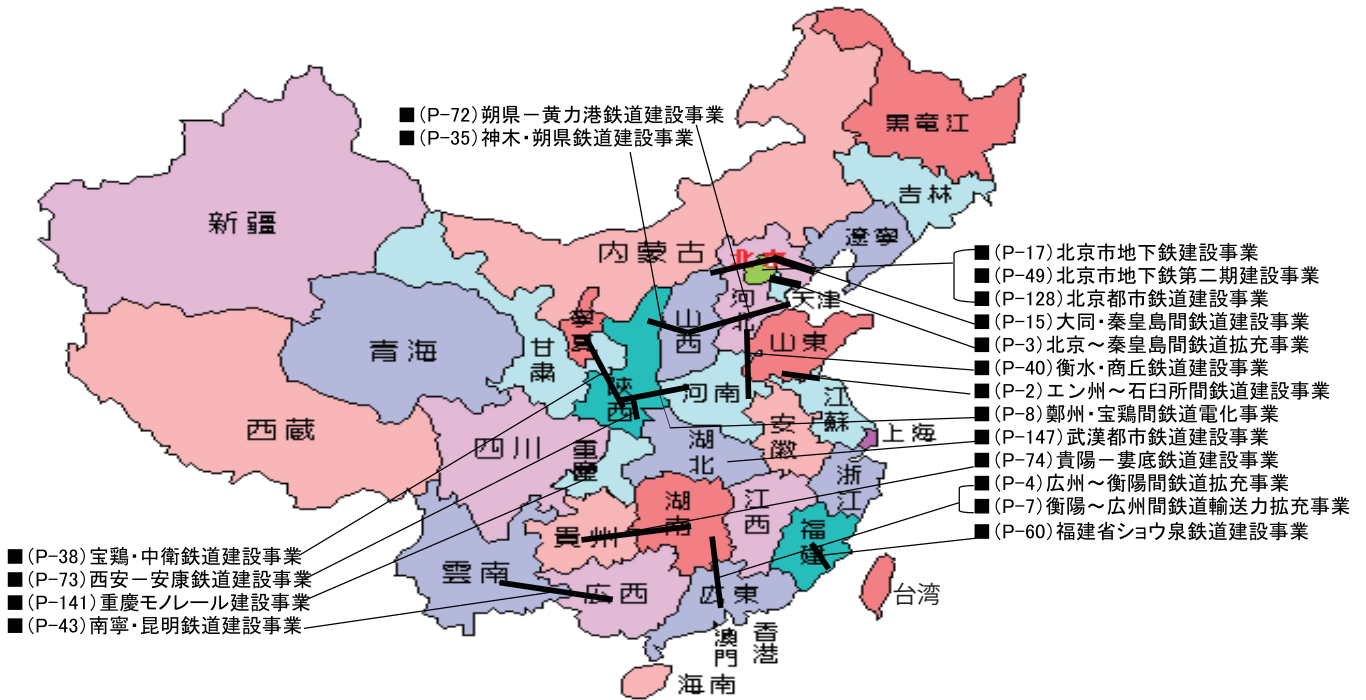 ■(P-72)朔県－黄力港鉄道建設事業
■(P-35)神木・朔県鉄道建設事業
黒竜江
吉林
遼寧
新疆
内蒙古
北京
河北
天津
■(P-17)北京市地下鉄建設事業
■(P-49)北京市地下鉄第二期建設事業
■(P-128)北京都市鉄道建設事業
■(P-15)大同・秦皇島間鉄道建設事業
■(P-3)北京～秦皇島間鉄道拡充事業
■(P-40)衡水・商丘鉄道建設事業
■(P-2)エン州～石臼所間鉄道建設事業
■(P-8)鄭州・宝鶏間鉄道電化事業
■(P-147)武漢都市鉄道建設事業
■(P-74)貴陽－婁底鉄道建設事業
■(P-4)広州～衡陽間鉄道拡充事業
■(P-7)衡陽～広州間鉄道輸送力拡充事業
■(P-60)福建省ショウ泉鉄道建設事業
寧夏
山西
山東
青海
甘粛
陝西
河南
江蘇
西蔵
四川
重慶
湖北
安徽
上海
浙江
湖南
江西
福建
貴州
雲南
広西
広東
台湾
澳門
香港
海南
■(P-38)宝鶏・中衛鉄道建設事業
■(P-73)西安－安康鉄道建設事業
■(P-141)重慶モノレール建設事業
■(P-43)南寧・昆明鉄道建設事業